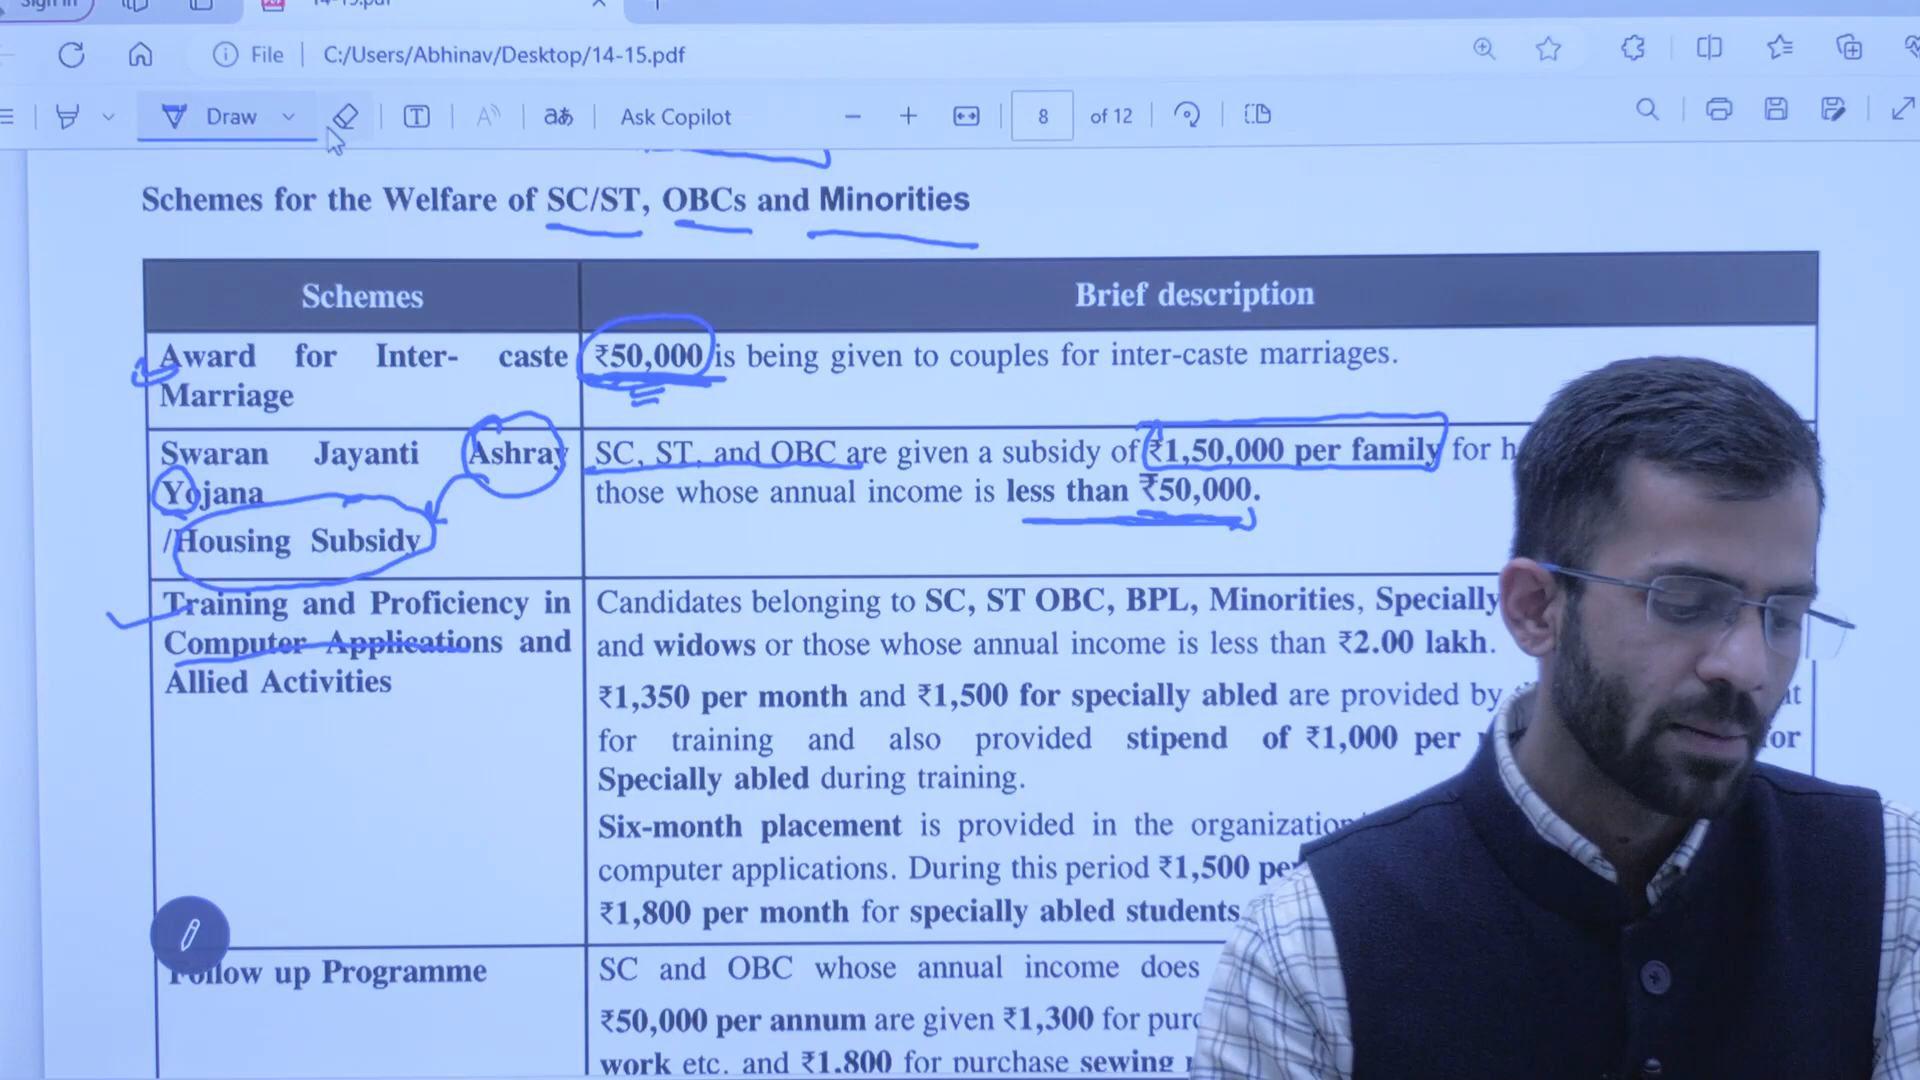 Sign in
14-15.pdf
File C:/Users/Abhinav/Desktop/14-15.pdf
Draw Ask Copilot 8 of 12
Schemes for the Welfare of SC/ST, OBCs and Minorities
Schemes Brief description
Award for Inter- caste
Marriage
₹50,000 is being given to couples for inter-caste marriages.
Swaran Jayanti Ashray
Yojana
/Housing Subsidy
SC, ST, and OBC are given a subsidy of ₹1,50,000 per family for
those whose annual income is less than ₹50,000.
Training and Proficiency in
Computer Applications and
Allied Activities
Candidates belonging to SC, ST OBC, BPL, Minorities, Specially
and widows or those whose annual income is less than ₹2.00 lakh.
₹1,350 per month and ₹1,500 for specially abled are provided by
for training and also provided stipend of ₹1,000 per
Specially abled during training.
Six-month placement is provided in the
computer applications. During this period ₹1,500
₹1,800 per month for specially abled students
Follow up Programme
SC and OBC whose annual income does
₹50,000 per annum are given ₹1,300 for
work etc. and ₹1,800 for purchase sewing